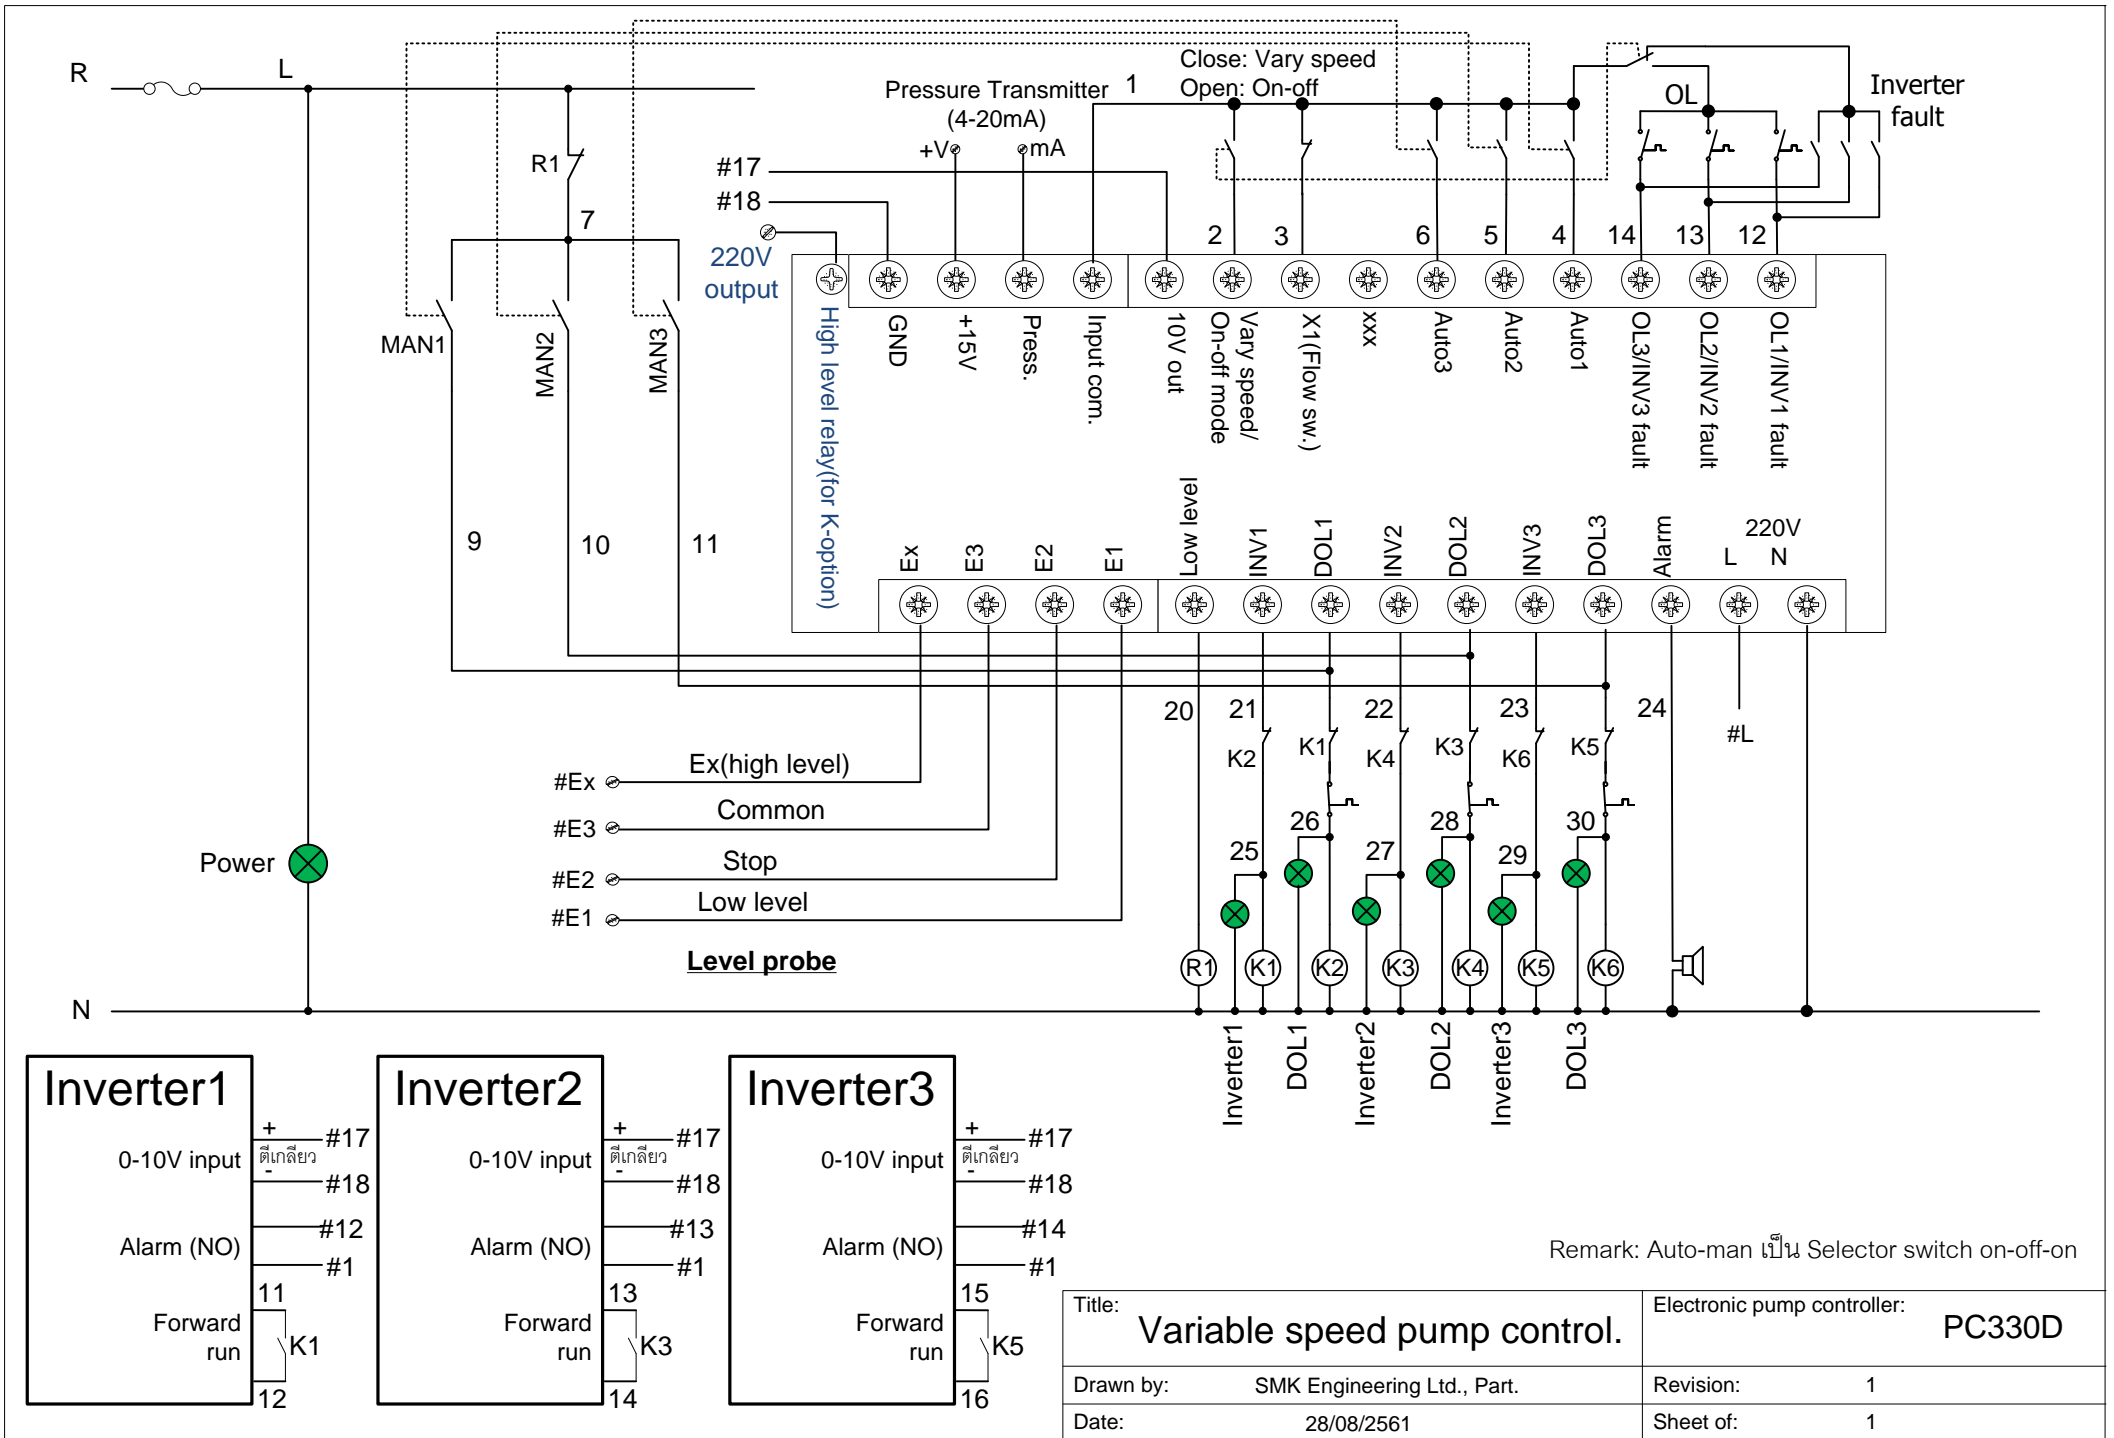 R
L
Pressure Transmitter
(4-20mA)
+V
mA
1
Close: Vary speed
Open: On-off
OL
Inverter
fault
R1
7
#17
#18
220V
output
2
3
6
5
4
14
13
12
High level relay(for K-option)
GND
+15V
Press.
Input com.
10V out
Vary speed/
On-off mode
X1(Flow sw.)
xxx
Auto3
Auto2
Auto1
OL3/INV3 fault
OL2/INV2 fault
OL1/INV1 fault
MAN1
MAN2
MAN3
9
10
11
Ex
E3
E2
E1
Low level
INV1
DOL1
INV2
DOL2
INV3
DOL3
Alarm
220V
L
N
20
21
22
23
24
#L
K2
K1
K4
K3
K6
K5
#Ex
Ex(high level)
#E3
Common
#E2
Stop
#E1
Low level
Level probe
Power
25
26
27
28
29
30
R1
K1
K2
K3
K4
K5
K6
N
Inverter1
DOL1
Inverter2
DOL2
Inverter3
DOL3
Inverter1
0-10V input
+
ตีเกลียว
-
#17
#18
Alarm (NO)
#12
#1
Forward
run
11
K1
12
Inverter2
0-10V input
+
ตีเกลียว
-
#17
#18
Alarm (NO)
#13
#1
Forward
run
13
K3
14
Inverter3
0-10V input
+
ตีเกลียว
-
#17
#18
Alarm (NO)
#14
#1
Forward
run
15
K5
16
Remark: Auto-man เป็น Selector switch on-off-on
Title:
Variable speed pump control.
Electronic pump controller:
PC330D
Drawn by: SMK Engineering Ltd., Part.
Revision: 1
Date: 28/08/2561
Sheet of: 1